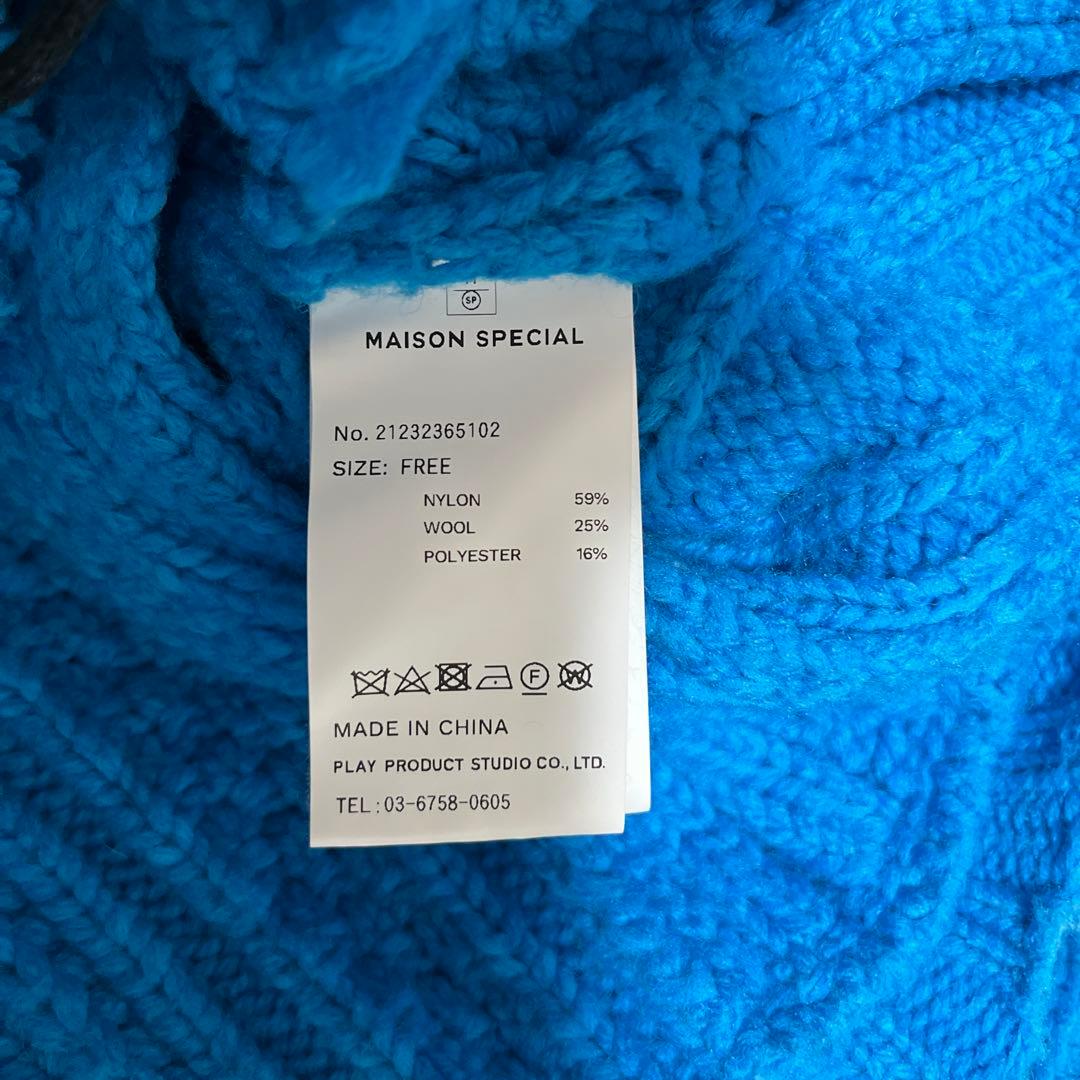 SP
MAISON SPECIAL
No. 21232365102
SIZE: FREE
NYLON 59%
WOOL 25%
POLYESTER 16%
F W
MADE IN CHINA
PLAY PRODUCT STUDIO CO., LTD.
TEL : 03-6758-0605